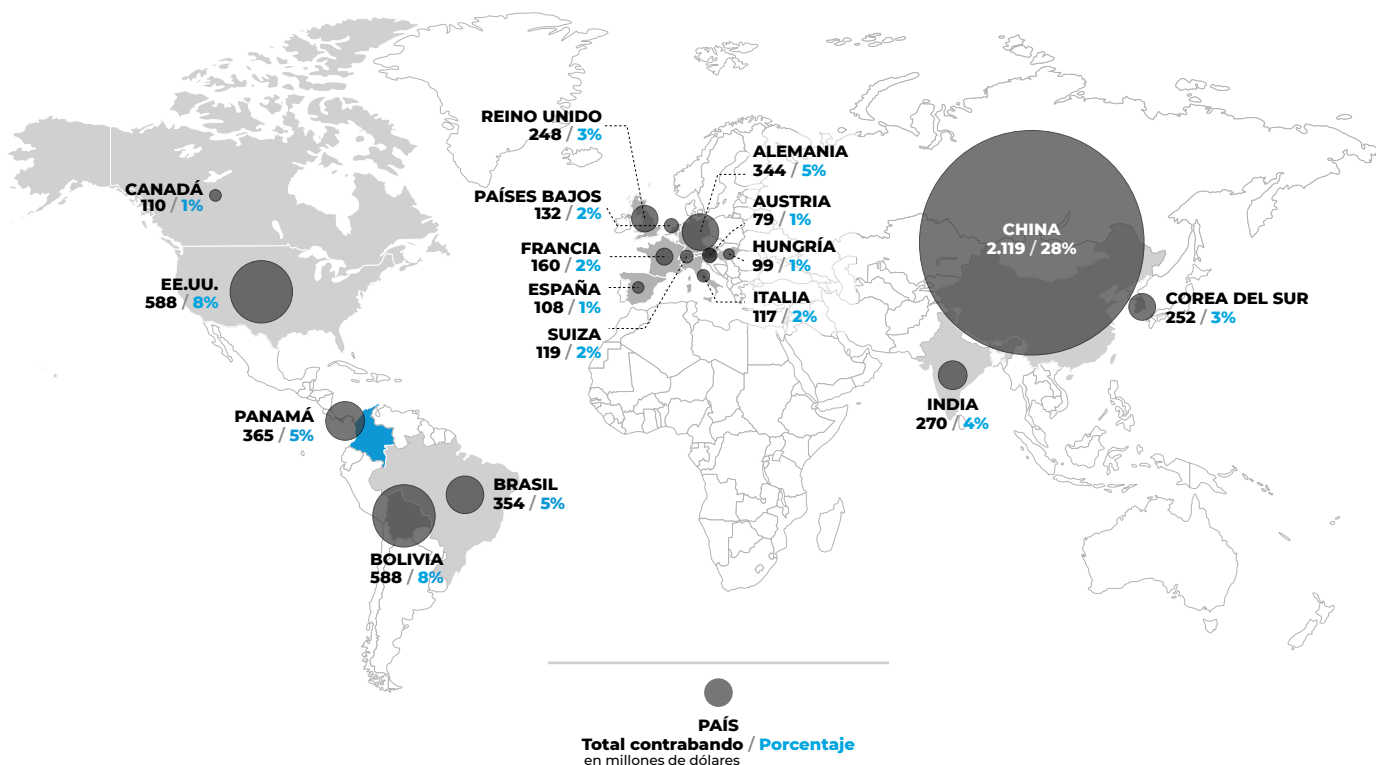 REINO UNIDO
248 / 3%
ALEMANIA
344 / 5%
CANADÁ
110 / 1%
PAÍSES BAJOS
132 / 2%
AUSTRIA
79 / 1%
CHINA
2.119 / 28%
FRANCIA
160 / 2%
HUNGRÍA
99 / 1%
EE.UU.
588 / 8%
ESPAÑA
108 / 1%
ITALIA
117 / 2%
COREA DEL SUR
252 / 3%
SUIZA
119 / 2%
PANAMÁ
365 / 5%
INDIA
270 / 4%
BRASIL
354 / 5%
BOLIVIA
588 / 8%
PAÍS
Total contrabando / Porcentaje
en millones de dólares